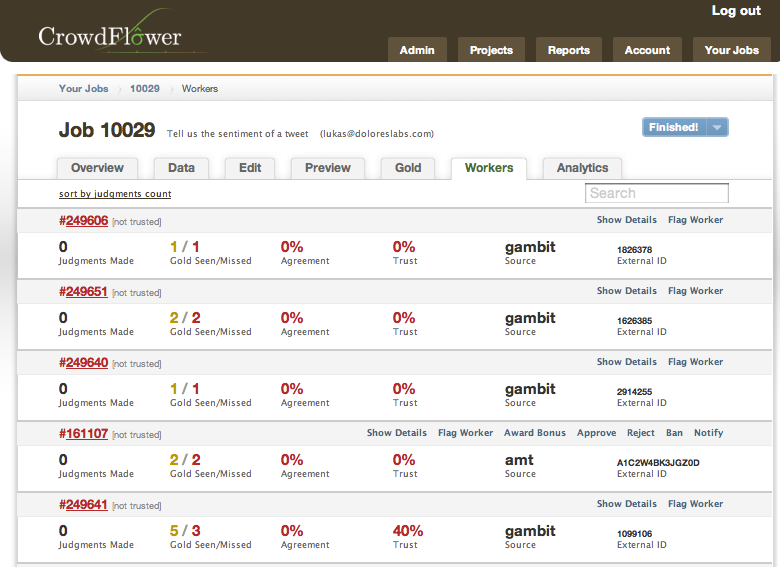 Log out
CrowdFlower
Admin Projects Reports Account Your Jobs
Your Jobs 10029 Workers
Job 10029 Tell us the sentiment of a tweet (lukas@doloreslabs.com) Finished!
Overview Data Edit Preview Gold Workers Analytics
sort by judgments count Search
#249606 [not trusted] Show Details Flag Worker
0 1 / 1 0% 0% gambit 1826378
Judgments Made Gold Seen/Missed Agreement Trust Source External ID
#249651 [not trusted] Show Details Flag Worker
0 2 / 2 0% 0% gambit 1626385
Judgments Made Gold Seen/Missed Agreement Trust Source External ID
#249640 [not trusted] Show Details Flag Worker
0 1 / 1 0% 0% gambit 2914255
Judgments Made Gold Seen/Missed Agreement Trust Source External ID
#161107 [not trusted] Show Details Flag Worker Award Bonus Approve Reject Ban Notify
0 2 / 2 0% 0% amt A1C2W4BK3JGZ0D
Judgments Made Gold Seen/Missed Agreement Trust Source External ID
#249641 [not trusted] Show Details Flag Worker
0 5 / 3 0% 40% gambit 1099106
Judgments Made Gold Seen/Missed Agreement Trust Source External ID